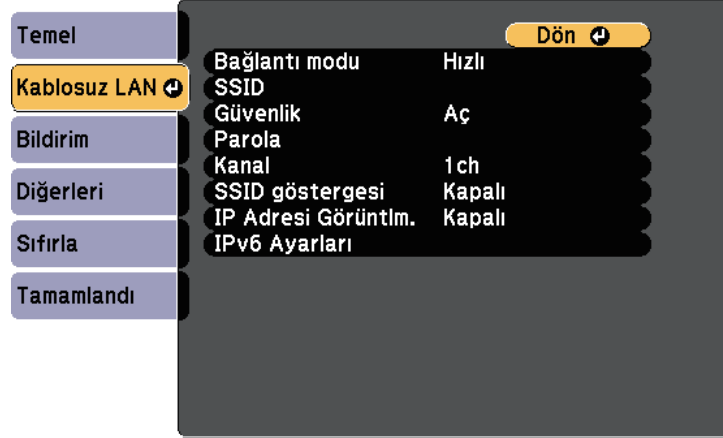 Temel
Kablosuz LAN
Bildirim
Diğerleri
Sıfırla
Tamamlandı
Dön
Bağlantı modu Hızlı
SSID
Güvenlik Aç
Parola
Kanal 1ch
SSID göstergesi Kapalı
IP Adresi Görüntlm. Kapalı
IPv6 Ayarları